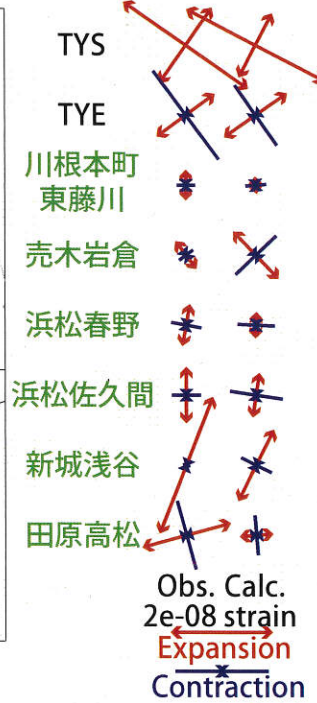 TYS
TYE
川根本町
東藤川
売木岩倉
浜松春野
浜松佐久間
新城浅谷
田原高松
Obs. Calc.
2e-08 strain
Expansion
Contraction